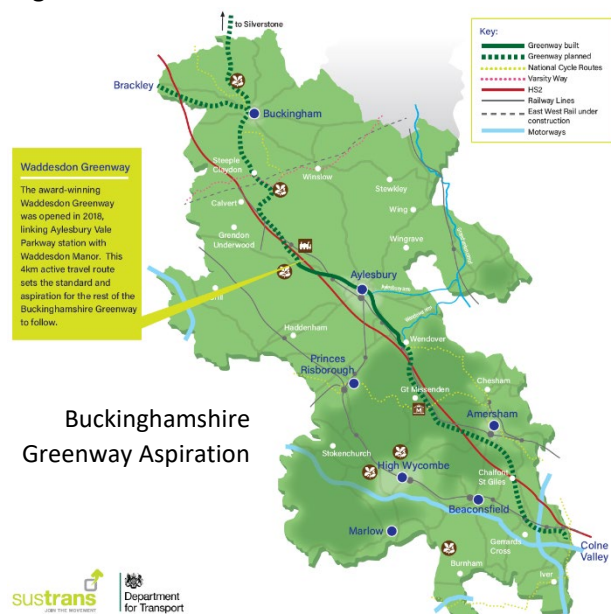 to Silverstone
Key:
Greenway built
Greenway planned
National Cycle Routes
Varsity Way
HS2
Railway Lines
East West Rail under
construction
Motorways
Brackley
Buckingham
Waddesdon Greenway
The award-winning
Waddesdon Greenway
was opened in 2018,
linking Aylesbury Vale
Parkway station with
Waddesdon Manor. This
4km active travel route
sets the standard and
aspiration for the rest of the
Buckinghamshire Greenway
to follow.
Steeple
Claydon
Winslow
Stewkley
Calvert
Wing
Grendon
Underwood
Wingrave
Aylesbury
Haddenham
Wendover
Princes
Risborough
Gt Missenden
Chesham
Amersham
Buckinghamshire
Greenway Aspiration
Stokenchurch
High Wycombe
Chalfont
St Giles
Beaconsfield
Marlow
Gerrards
Cross
Colne
Valley
Burnham
Iver
sustrans
JOIN THE MOVEMENT
Department
for Transport